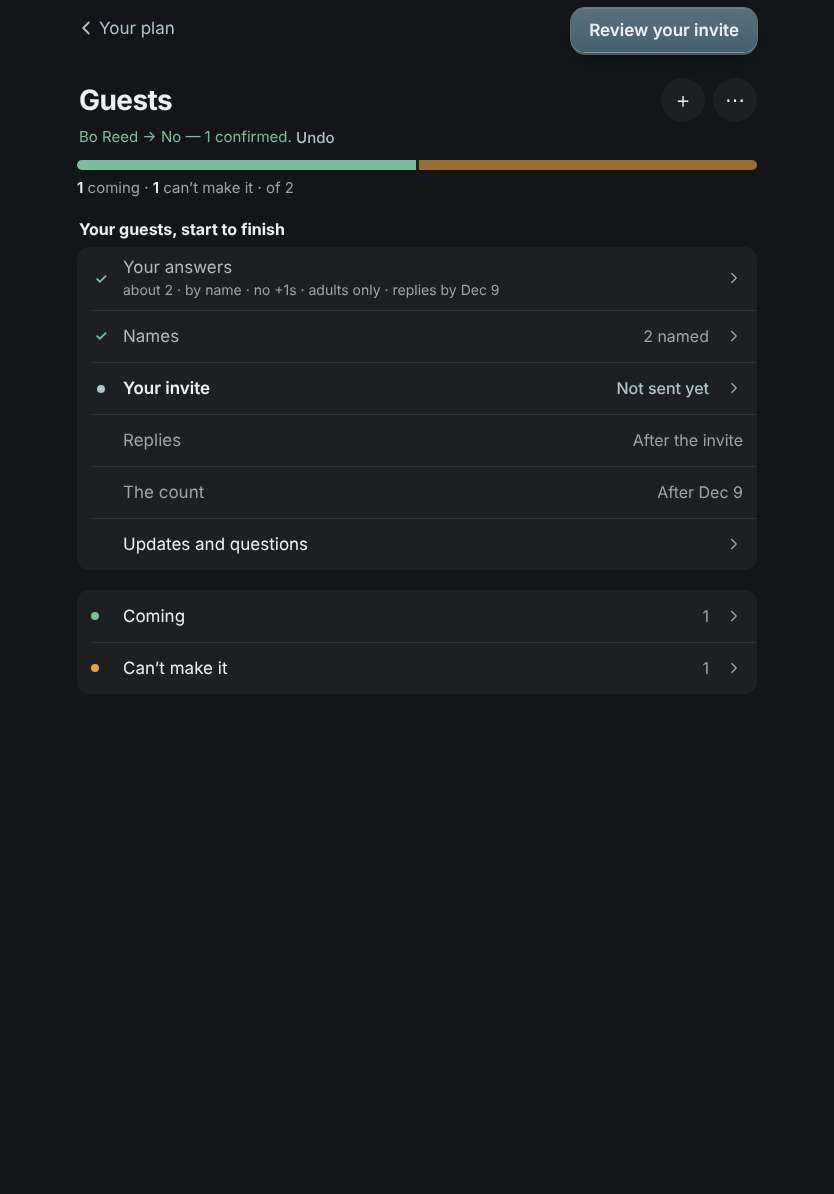 Your plan
Review your invite
Guests
+ ···
Bo Reed → No — 1 confirmed. Undo
1 coming · 1 can’t make it · of 2
Your guests, start to finish
Your answers
about 2 · by name · no +1s · adults only · replies by Dec 9
Names 2 named
Your invite Not sent yet
Replies After the invite
The count After Dec 9
Updates and questions
Coming 1
Can’t make it 1